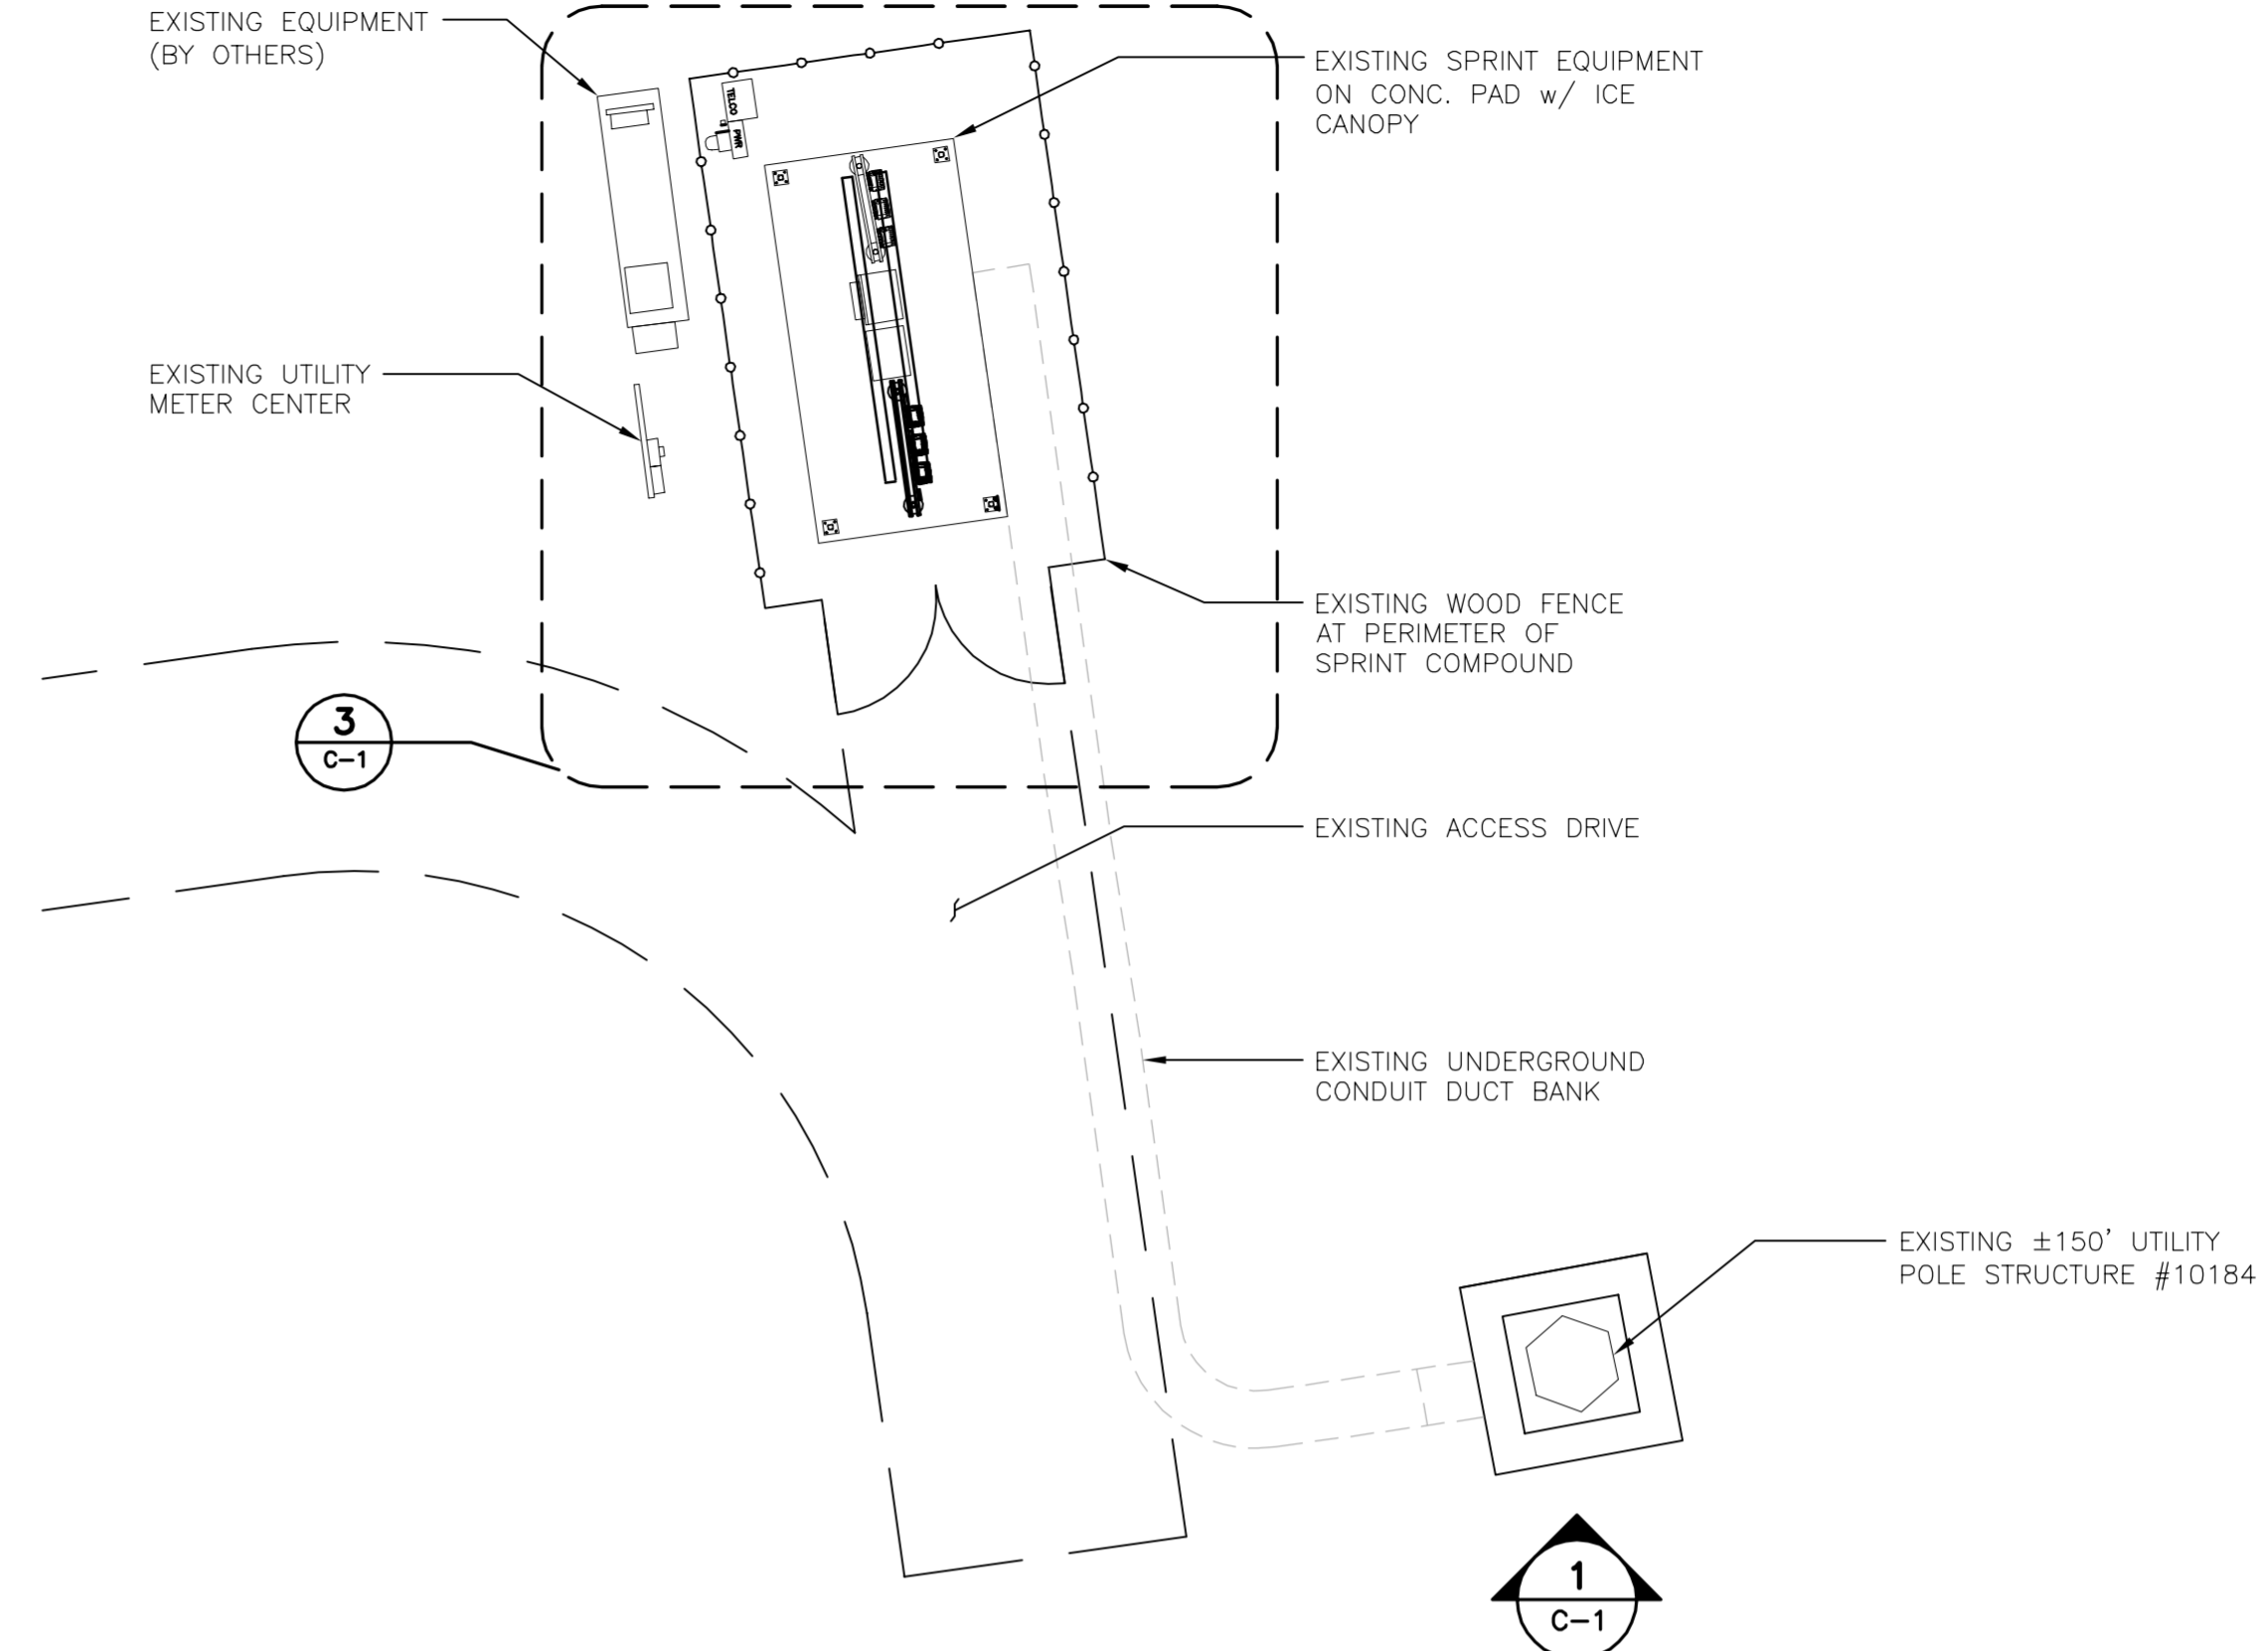 EXISTING EQUIPMENT
(BY OTHERS)
EXISTING SPRINT EQUIPMENT
ON CONC. PAD w/ ICE
CANOPY
TELCO
PWR
EXISTING UTILITY
METER CENTER
EXISTING WOOD FENCE
AT PERIMETER OF
SPRINT COMPOUND
3
C-1
EXISTING ACCESS DRIVE
EXISTING UNDERGROUND
CONDUIT DUCT BANK
EXISTING ±150' UTILITY
POLE STRUCTURE #10184
1
C-1